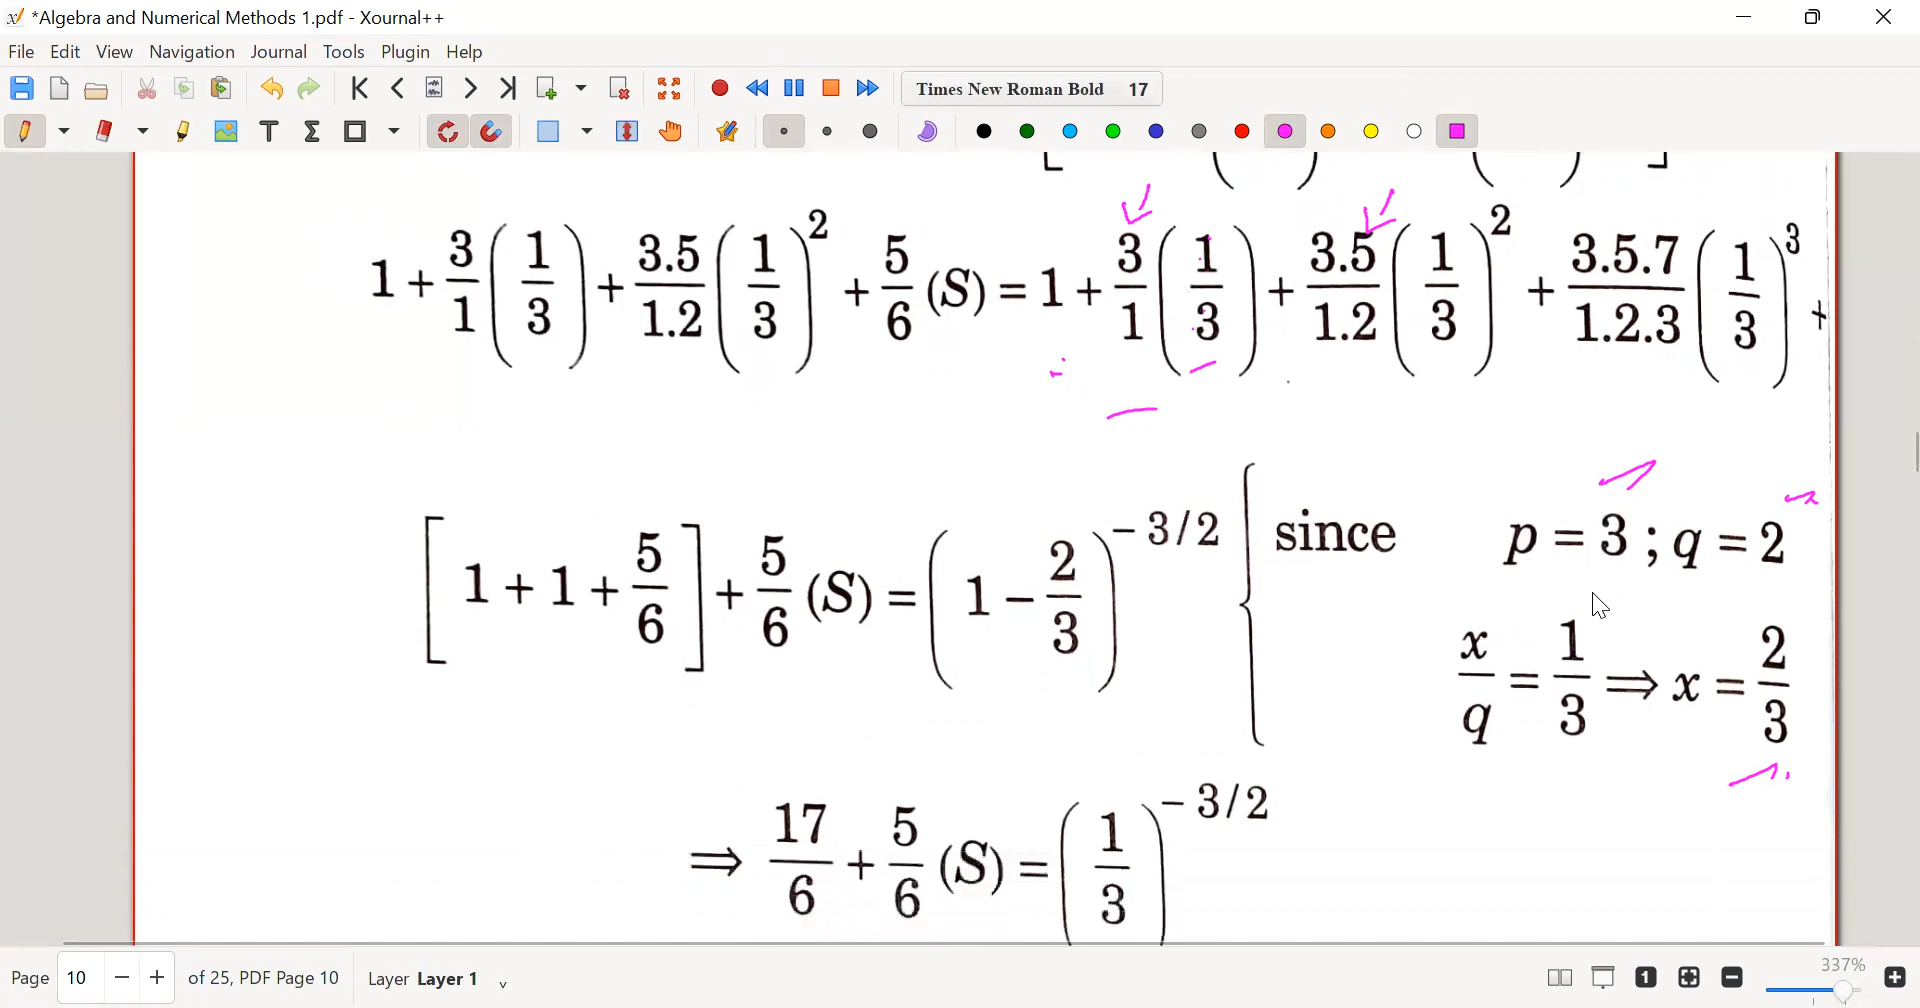 *Algebra and Numerical Methods 1.pdf - Xournal++
File Edit View Navigation Journal Tools Plugin Help
Times New Roman Bold 17
1 + 3/1 (1/3) + 3.5/1.2 (1/3)^2 + 5/6 (S) = 1 + 3/1 (1/3) + 3.5/1.2 (1/3)^2 + 3.5.7/1.2.3 (1/3)^3 +
[1 + 1 + 5/6] + 5/6 (S) = (1 − 2/3)^{− 3/2} { since p = 3 ; q = 2
x/q = 1/3 ⇒ x = 2/3
⇒ 17/6 + 5/6 (S) = (1/3)^{− 3/2}
337%
Page 10 of 25, PDF Page 10 Layer Layer 1